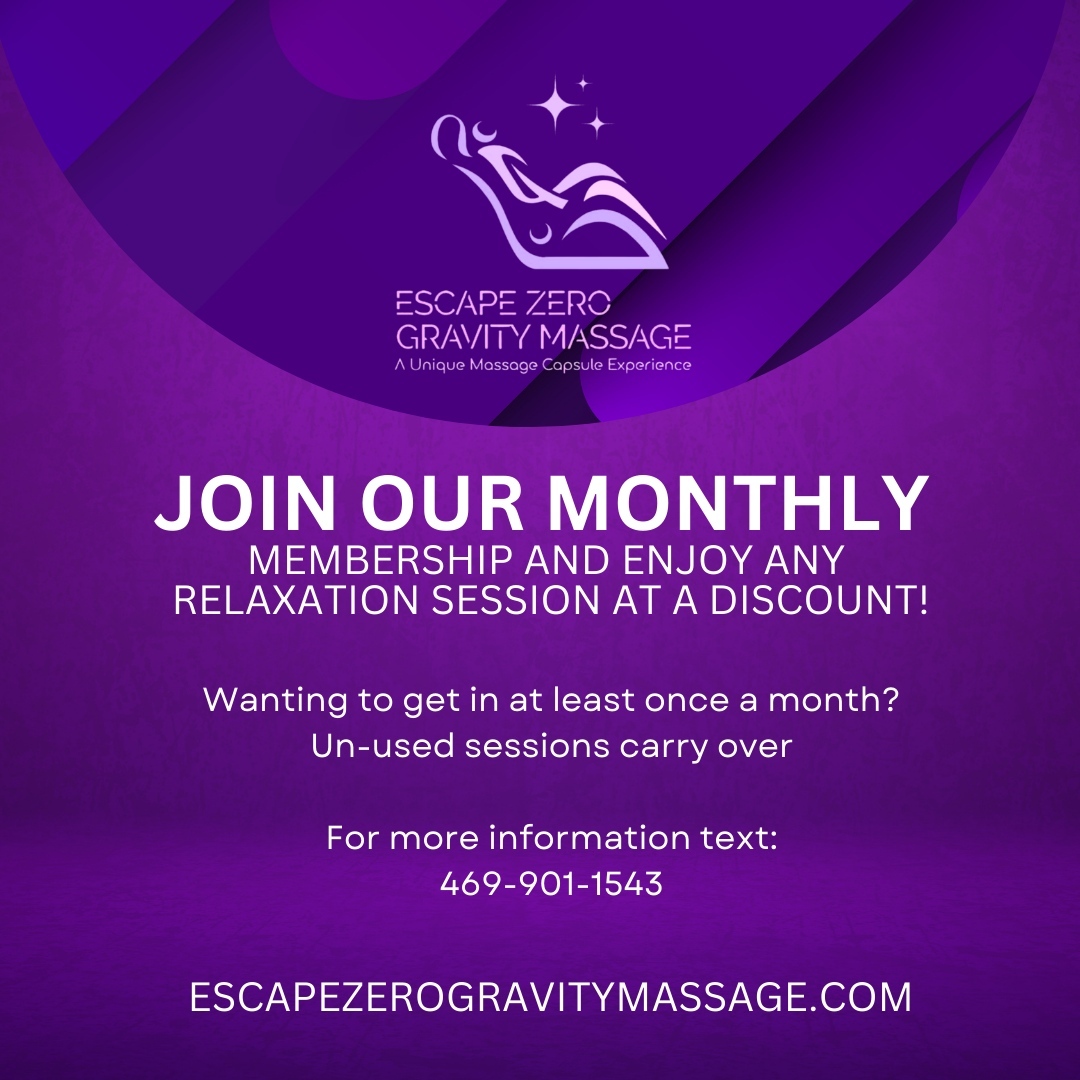 ESCAPE ZERO
GRAVITY MASSAGE
A Unique Massage Capsule Experience
JOIN OUR MONTHLY
MEMBERSHIP AND ENJOY ANY
RELAXATION SESSION AT A DISCOUNT!
Wanting to get in at least once a month?
Un-used sessions carry over
For more information text:
469-901-1543
ESCAPEZEROGRAVITYMASSAGE.COM